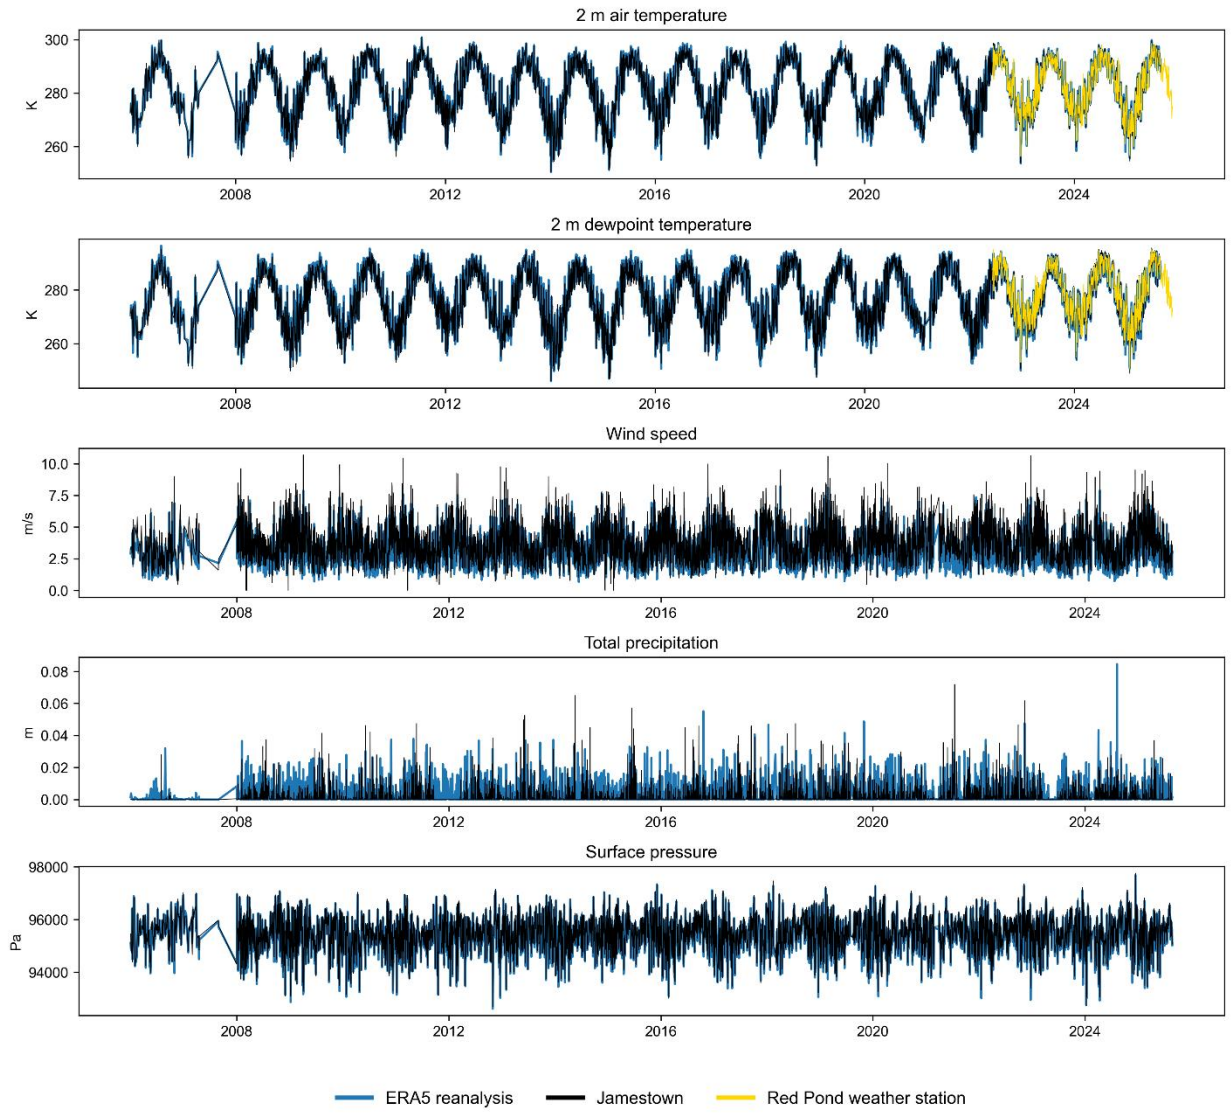 2 m air temperature
300
280
260
K
2008 2012 2016 2020 2024
2 m dewpoint temperature
280
260
K
2008 2012 2016 2020 2024
Wind speed
10.0
7.5
5.0
2.5
0.0
m/s
2008 2012 2016 2020 2024
Total precipitation
0.08
0.06
0.04
0.02
0.00
m
2008 2012 2016 2020 2024
Surface pressure
98000
96000
94000
Pa
2008 2012 2016 2020 2024
ERA5 reanalysis Jamestown Red Pond weather station